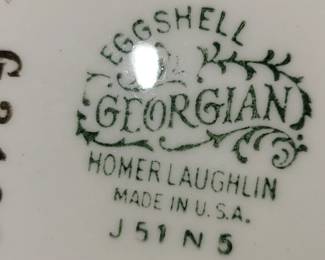 EGGSHELL
GEORGIAN
HOMER LAUGHLIN
MADE IN U.S.A.
J 51 N 5